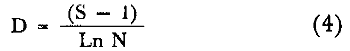 D = (S - 1) / Ln N (4)